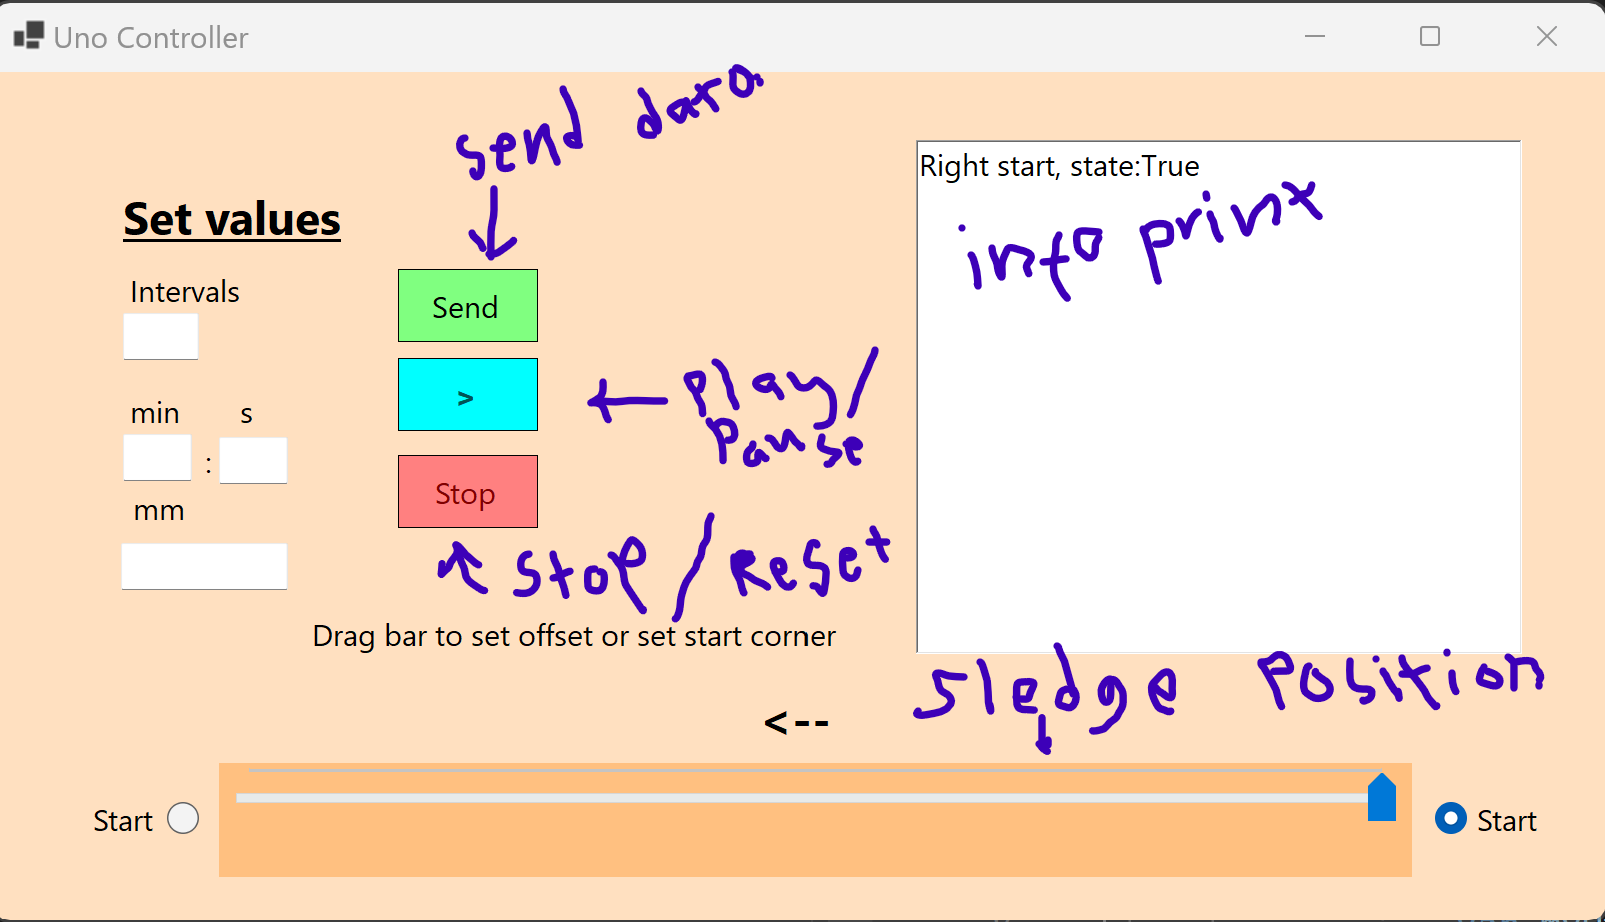 Uno Controller
send data
Right start, state:True
info print
Set values
Intervals
Send
min s
:
>
← Play/
Pause
Stop
mm
Stop / Reset
Drag bar to set offset or set start corner
Sledge Position
<--
Start
Start